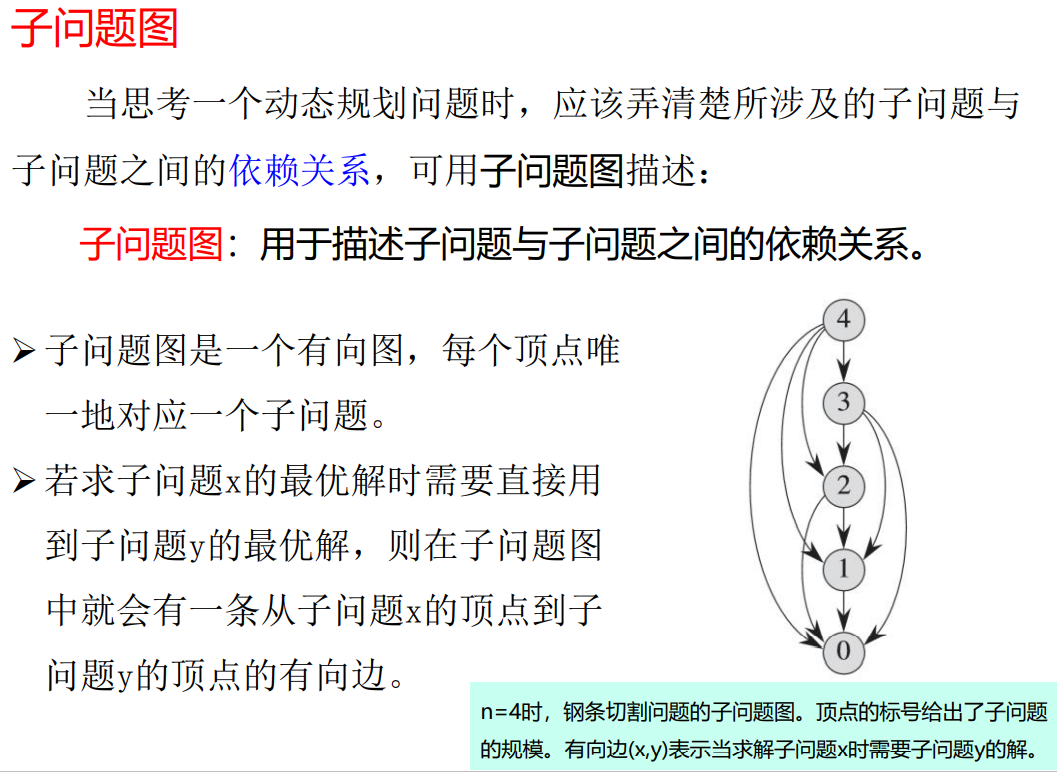 子问题图
当思考一个动态规划问题时，应该弄清楚所涉及的子问题与
子问题之间的依赖关系，可用子问题图描述：
子问题图：用于描述子问题与子问题之间的依赖关系。
➢子问题图是一个有向图，每个顶点唯
一地对应一个子问题。
➢若求子问题x的最优解时需要直接用
到子问题y的最优解，则在子问题图
中就会有一条从子问题x的顶点到子
问题y的顶点的有向边。
4
3
2
1
0
n=4时，钢条切割问题的子问题图。顶点的标号给出了子问题
的规模。有向边(x,y)表示当求解子问题x时需要子问题y的解。